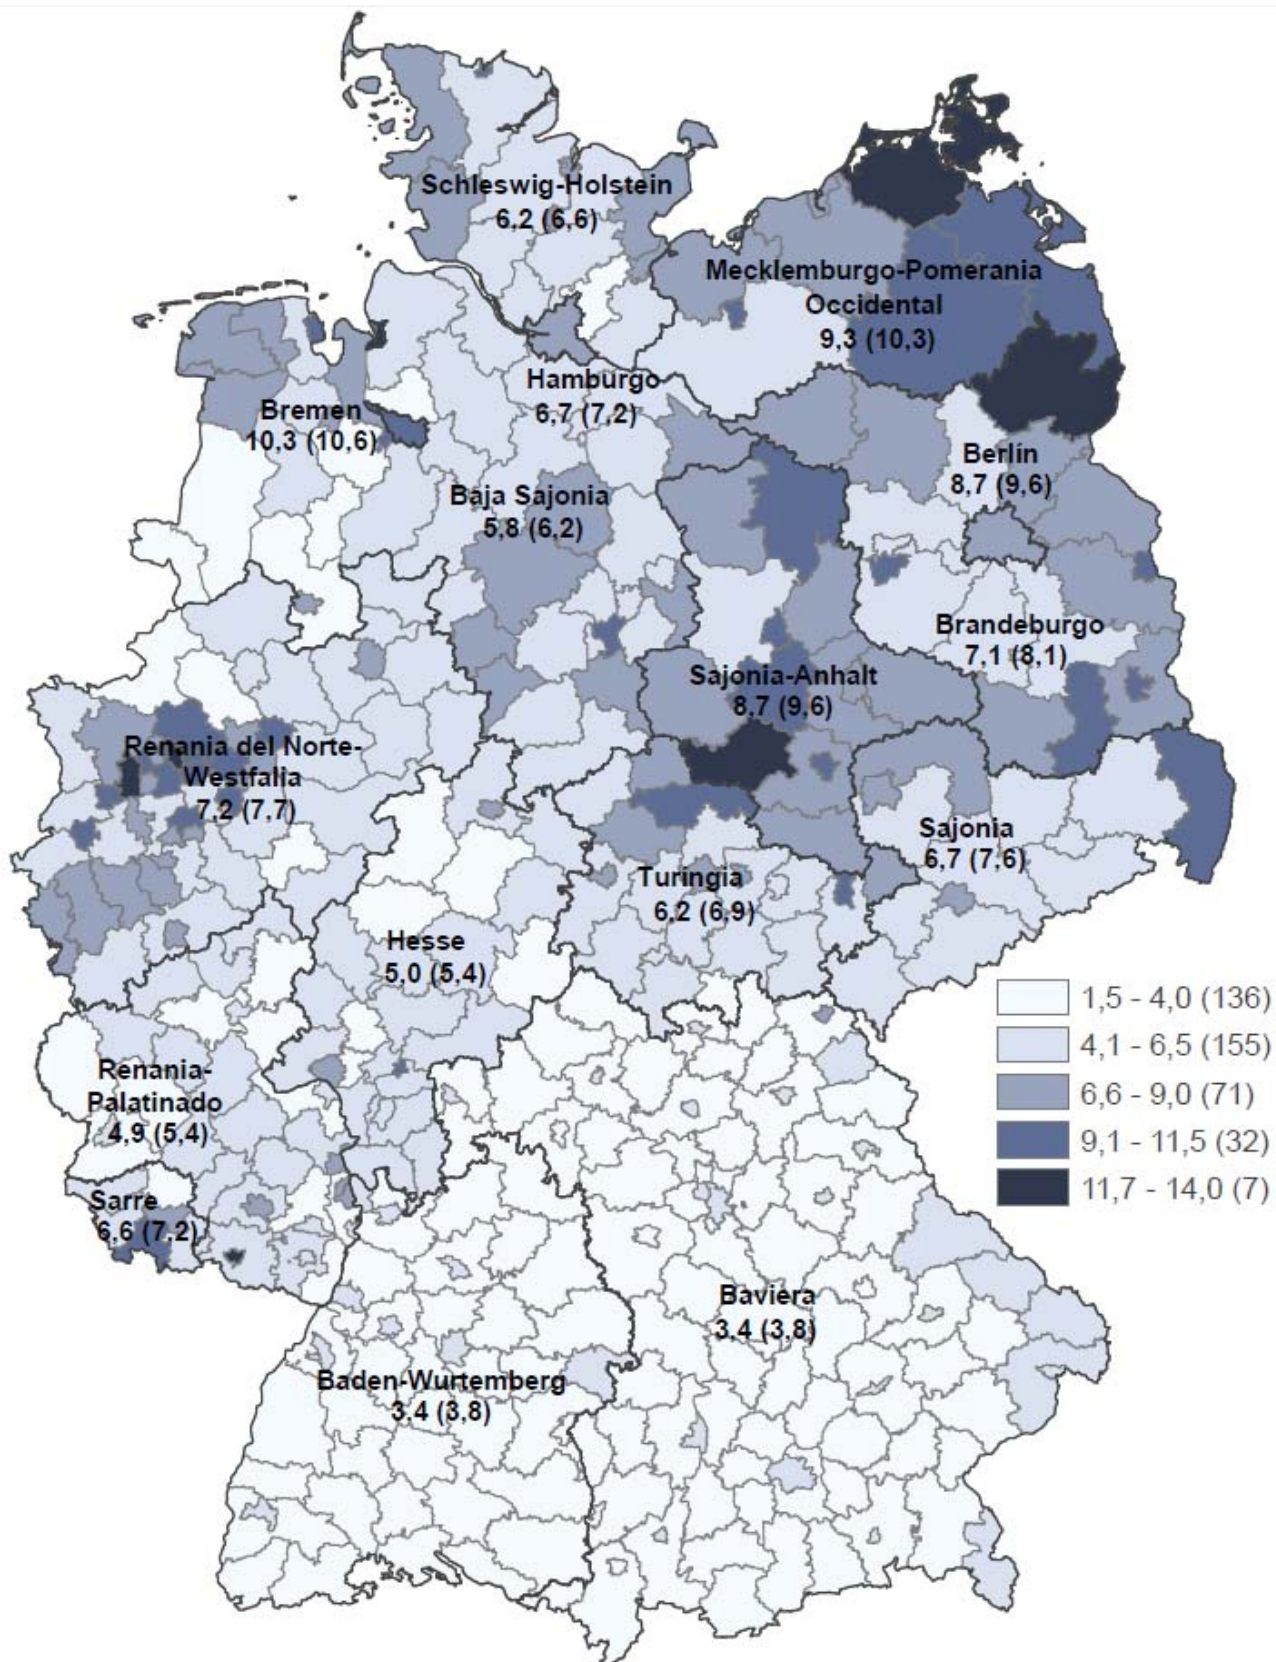 Schleswig-Holstein
6,2 (6,6)
Mecklemburgo-Pomerania
Occidental
9,3 (10,3)
Hamburgo
6,7 (7,2)
Bremen
10,3 (10,6)
Berlín
8,7 (9,6)
Baja Sajonia
5,8 (6,2)
Brandeburgo
7,1 (8,1)
Sajonia-Anhalt
8.7 (9,6)
Renania del Norte-
Westfalia
7,2 (7,7)
Sajonia
6,7 (7,6)
Turingia
6,2 (6,9)
Hesse
5,0 (5,4)
1,5 - 4,0 (136)
4,1 - 6,5 (155)
6,6 - 9,0 (71)
9,1 - 11,5 (32)
11,7 - 14,0 (7)
Renania-
Palatinado
4,9 (5,4)
Sarre
6,6 (7,2)
Baviera
3,4 (3,8)
Baden-Wurtemberg
3,4 (3,8)